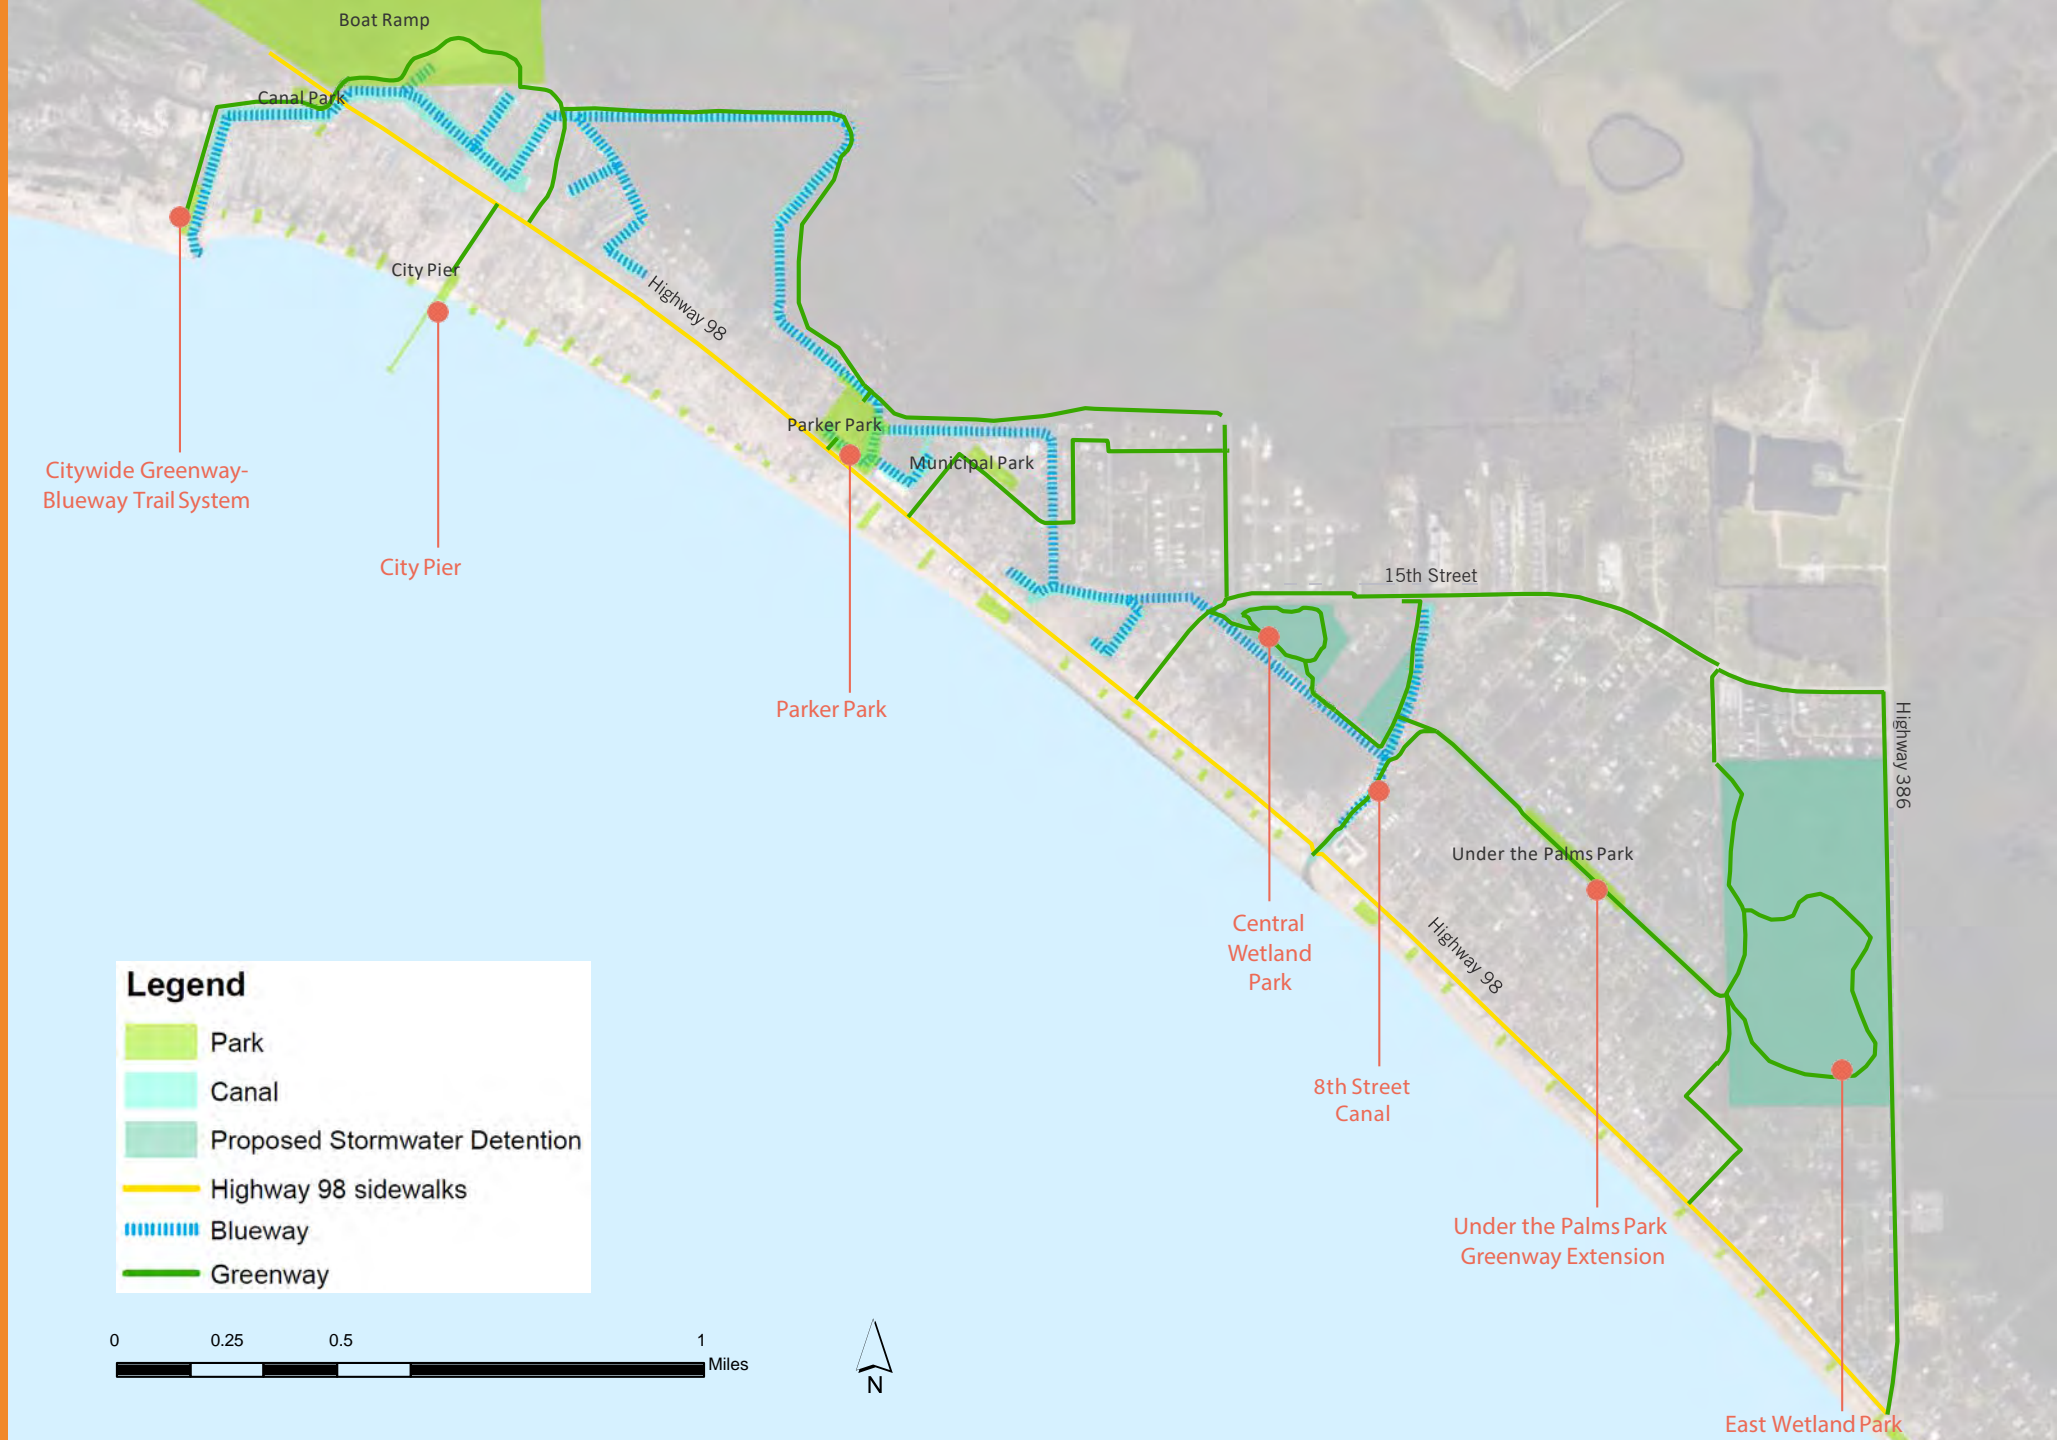 Boat Ramp
Canal Park
City Pier
Highway 98
Parker Park
Municipal Park
Citywide Greenway-
Blueway Trail System
City Pier
15th Street
Parker Park
Highway 386
Under the Palms Park
Central
Wetland
Park
Highway 98
8th Street
Canal
Under the Palms Park
Greenway Extension
East Wetland Park
Legend
Park
Canal
Proposed Stormwater Detention
Highway 98 sidewalks
Blueway
Greenway
0 0.25 0.5 1
Miles
N